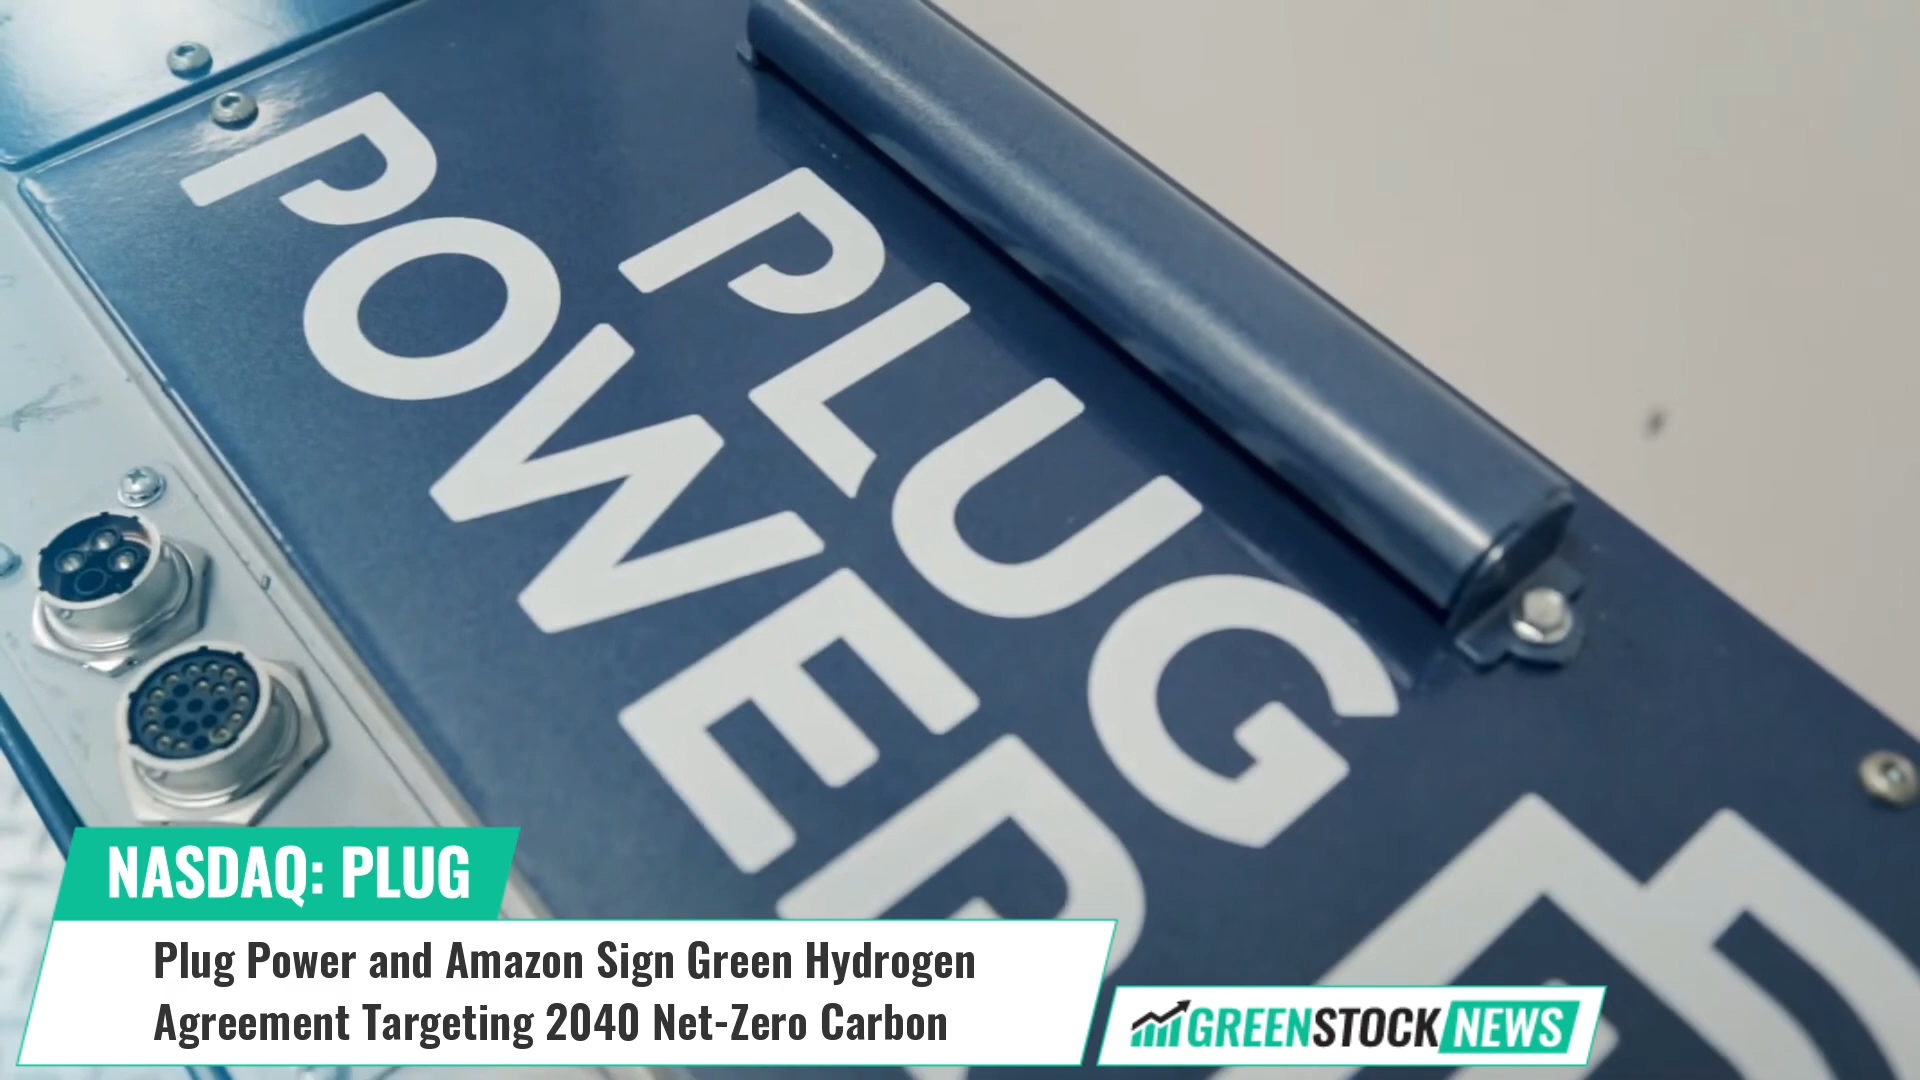 PLUG
POWER
NASDAQ: PLUG
Plug Power and Amazon Sign Green Hydrogen
Agreement Targeting 2040 Net-Zero Carbon
GREENSTOCK NEWS